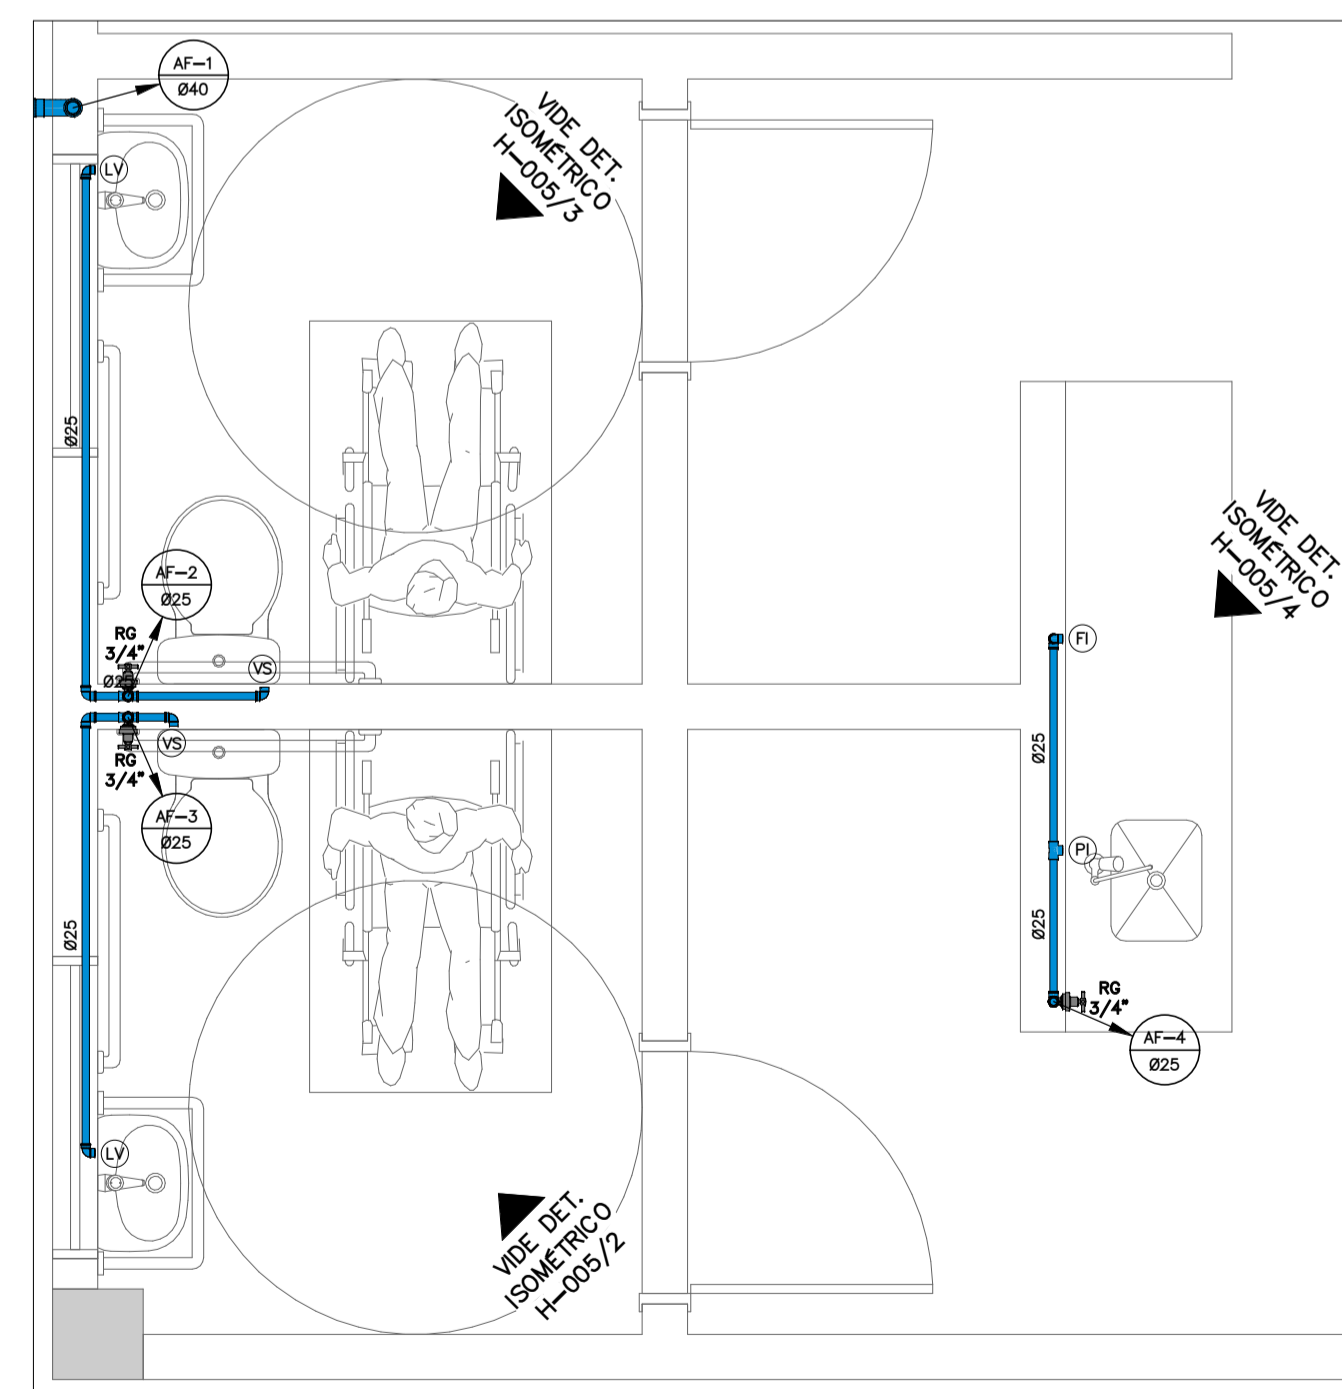 AF-1
Ø40
VIDE DET.
ISOMÉTRICO
H-005/3
LV
Ø25
AF-2
Ø25
RG
3/4"
Ø25
VS
VS
RG
3/4"
AF-3
Ø25
Ø25
LV
VIDE DET.
ISOMÉTRICO
H-005/2
VIDE DET.
ISOMÉTRICO
H-005/4
FI
Ø25
PI
Ø25
RG
3/4"
AF-4
Ø25